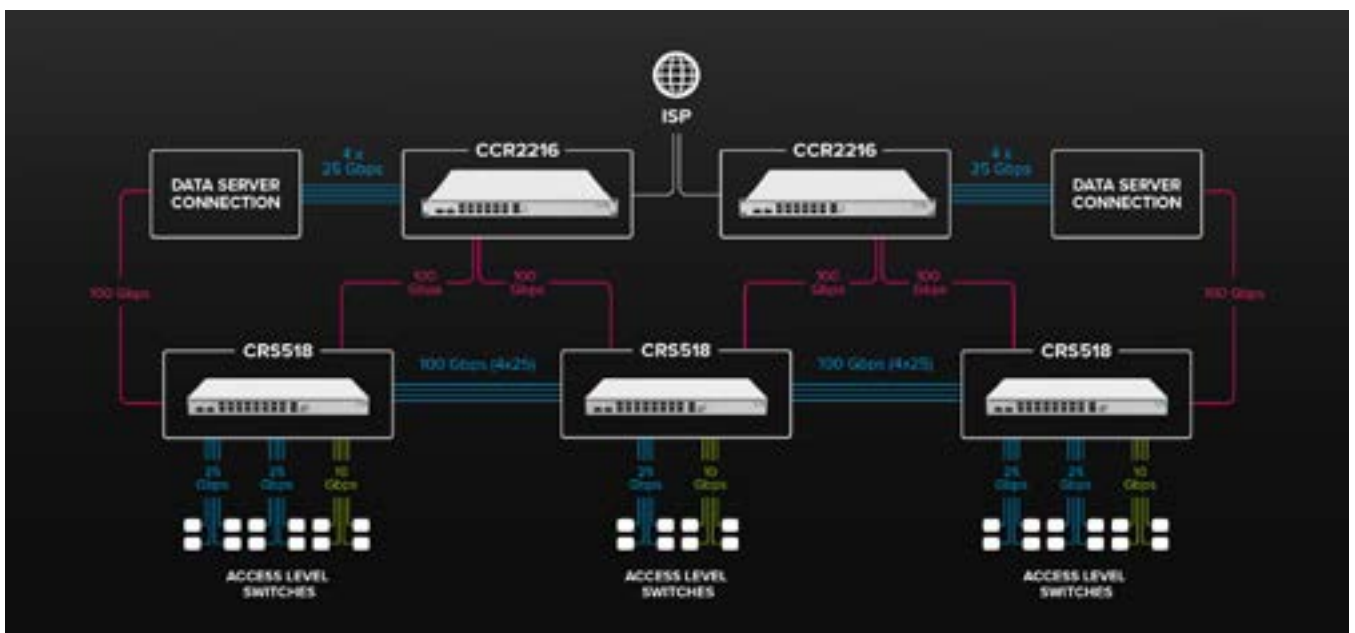 ISP
CCR2216
CCR2216
4 x
25 Gbps
4 x
25 Gbps
DATA SERVER
CONNECTION
DATA SERVER
CONNECTION
100
Gbps
100
Gbps
100
Gbps
100
Gbps
100 Gbps
100 Gbps
CRS518
CRS518
CRS518
100 Gbps (4x25)
100 Gbps (4x25)
25
Gbps
25
Gbps
10
Gbps
25
Gbps
10
Gbps
25
Gbps
25
Gbps
10
Gbps
ACCESS LEVEL
SWITCHES
ACCESS LEVEL
SWITCHES
ACCESS LEVEL
SWITCHES